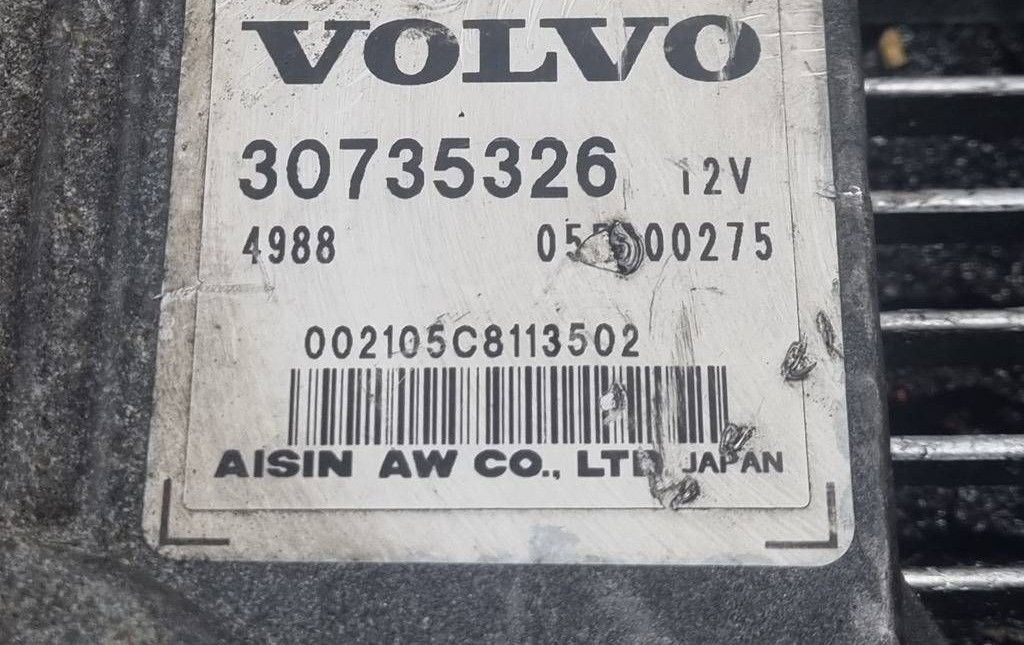 VOLVO
30735326 12V
4988
002105C8113502
AISIN AW CO., LTD JAPAN